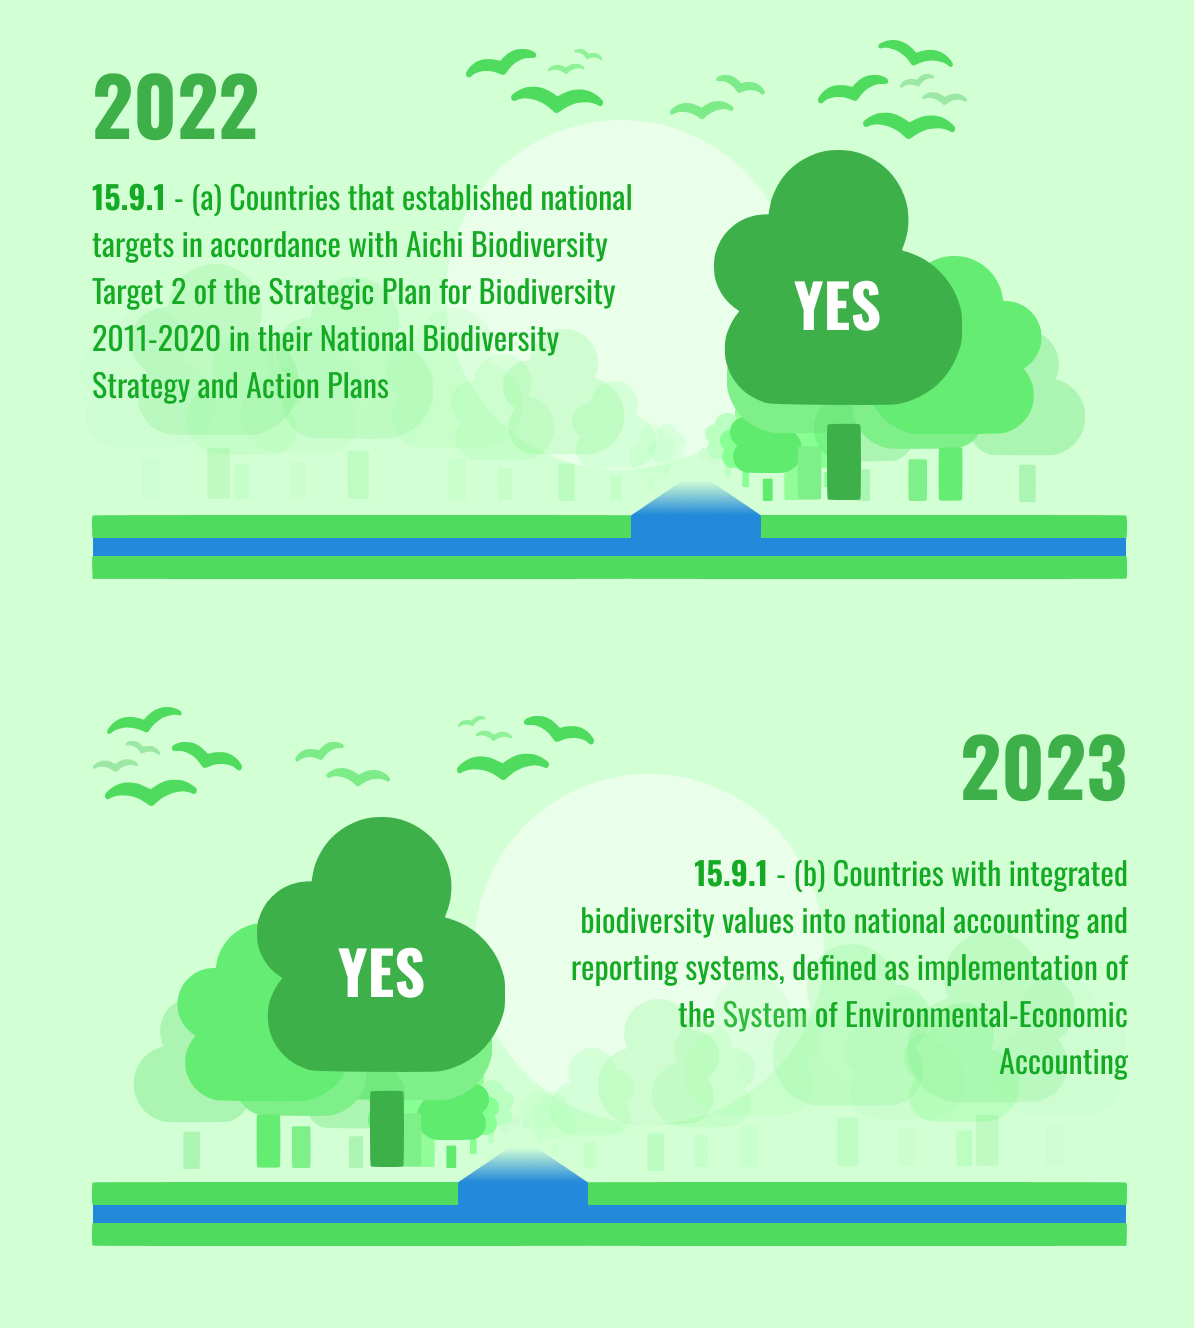 2022
15.9.1 - (a) Countries that established national
targets in accordance with Aichi Biodiversity
Target 2 of the Strategic Plan for Biodiversity
2011-2020 in their National Biodiversity
Strategy and Action Plans
YES
2023
15.9.1 - (b) Countries with integrated
biodiversity values into national accounting and
reporting systems, defined as implementation of
the System of Environmental-Economic
Accounting
YES